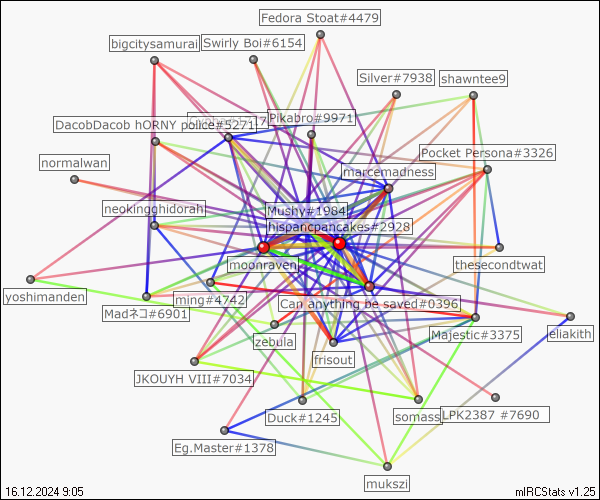 Fedora Stoat#4479
bigcitysamurai
Swirly Boi#6154
Silver#7938
shawntee9
Pikabro#9971
DacobDacob hORNY police#5271
Pocket Persona#3326
normalwan
marcemadness
neokingghidorah
Mushy#1984
hispancpancakes#2928
moonraven
thesecondtwat
yoshimanden
ming#4742
Can anything be saved#0396
Madネコ#6901
zebula
Majestic#3375
eliakith
frisout
JKOUYH VIII#7034
Duck#1245
somass
LPK2387 #7690
Eg.Master#1378
mukszi
16.12.2024 9:05
mIRCStats v1.25